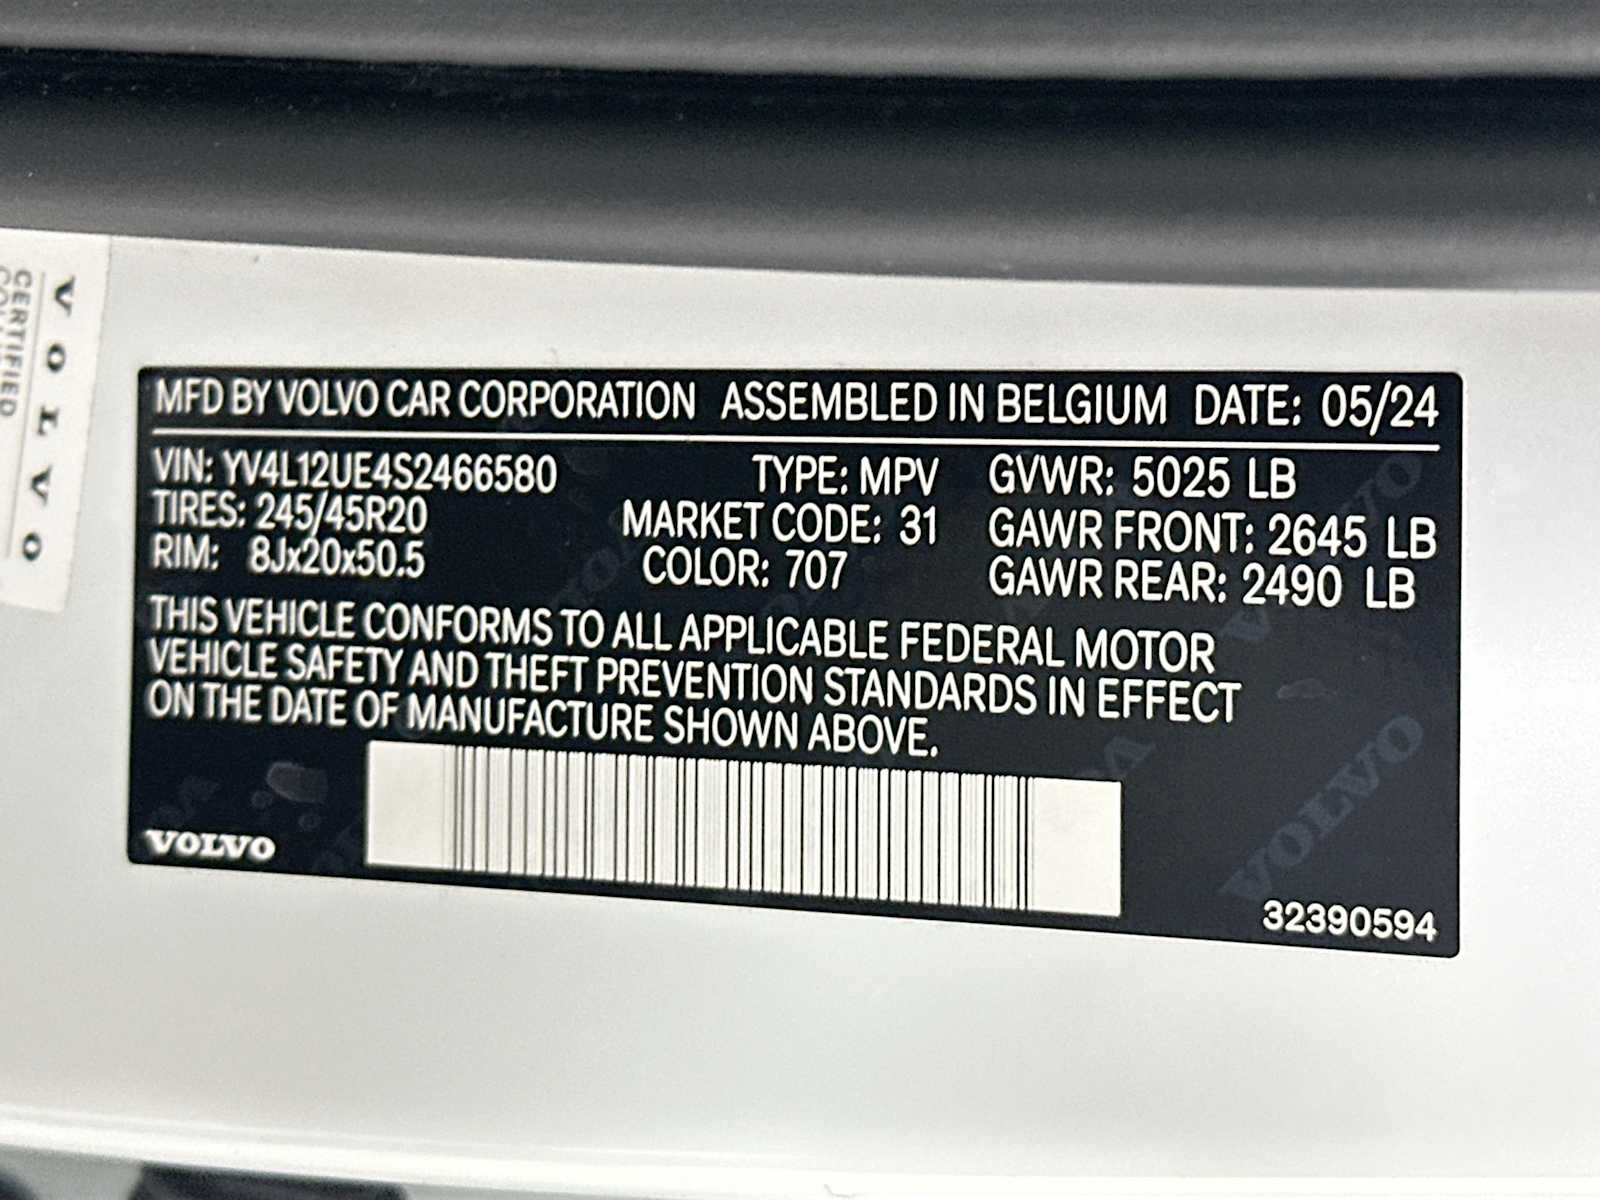 VOLVO
CERTIFIED
MFD BY VOLVO CAR CORPORATION ASSEMBLED IN BELGIUM DATE: 05/24
VIN: YV4L12UE4S2466580 TYPE: MPV GVWR: 5025 LB
TIRES: 245/45R20 MARKET CODE: 31 GAWR FRONT: 2645 LB
RIM: 8Jx20x50.5 COLOR: 707 GAWR REAR: 2490 LB
THIS VEHICLE CONFORMS TO ALL APPLICABLE FEDERAL MOTOR
VEHICLE SAFETY AND THEFT PREVENTION STANDARDS IN EFFECT
ON THE DATE OF MANUFACTURE SHOWN ABOVE.
VOLVO
32390594